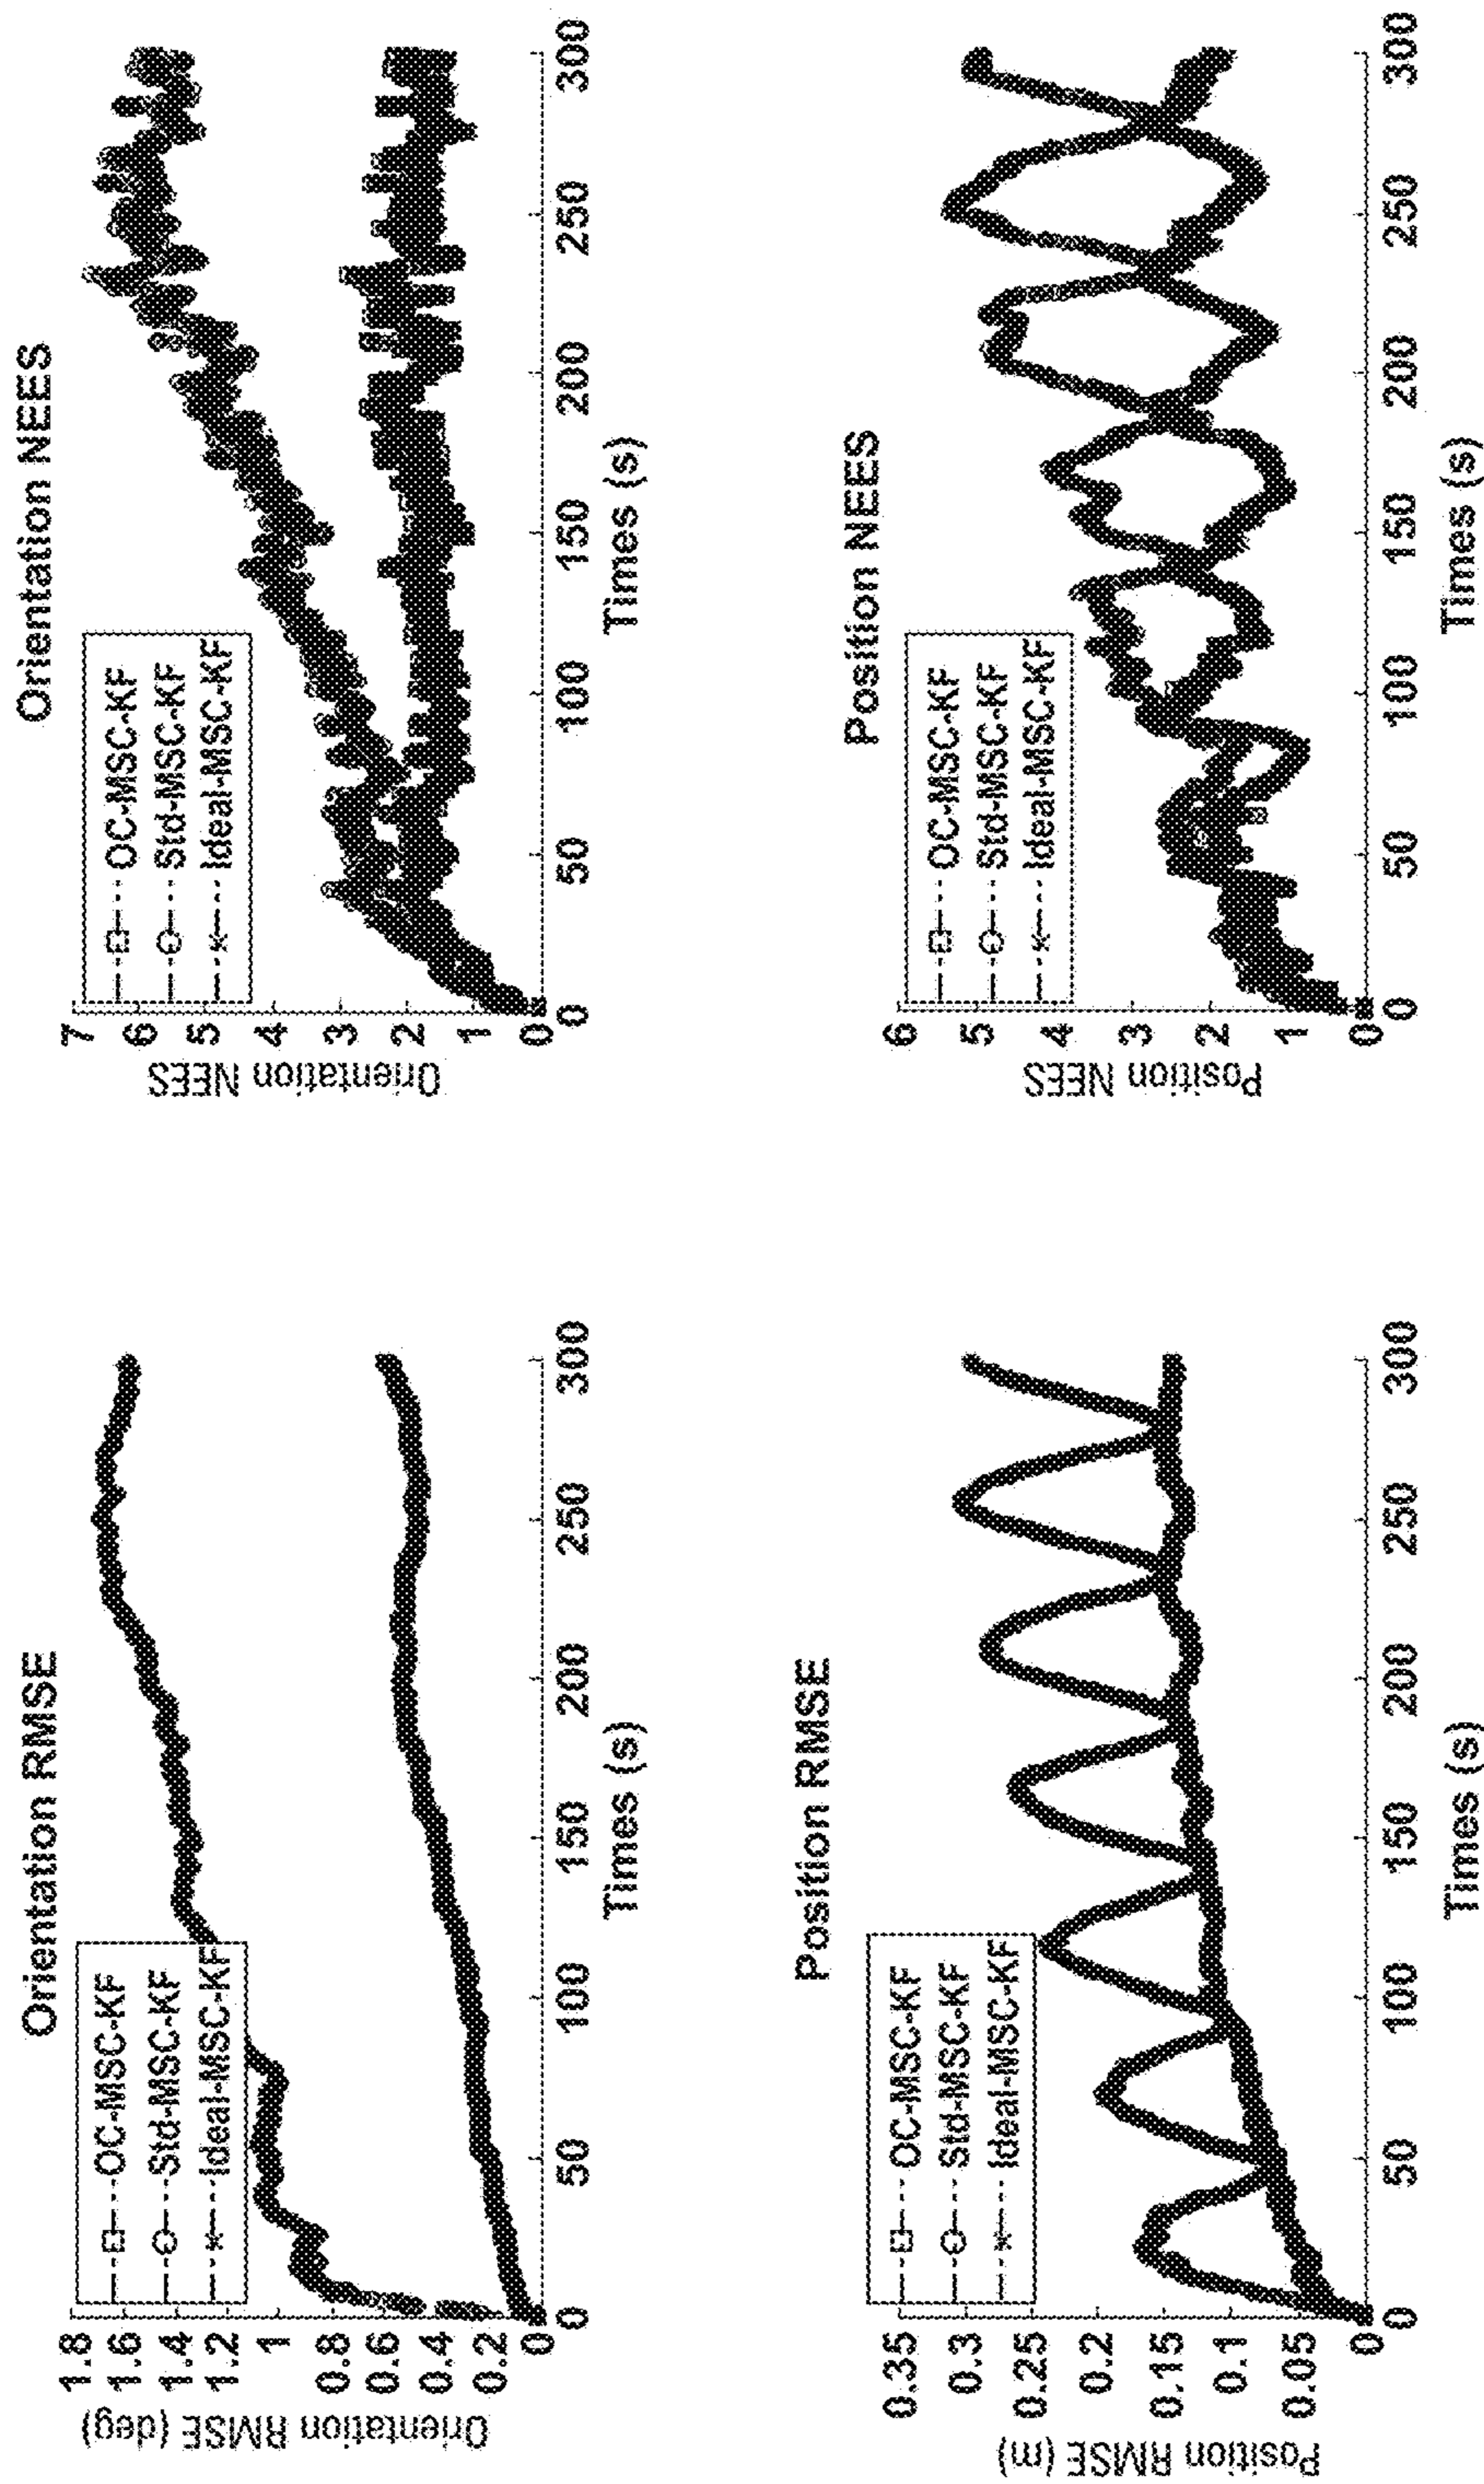 Orientation RMSE
Orientation RMSE (deg)
1.8
1.6
1.4
1.2
1
0.8
0.6
0.4
0.2
0
OC-MSC-KF
Std-MSC-KF
Ideal-MSC-KF
0 50 100 150 200 250 300
Times (s)
Orientation NEES
Orientation NEES
7
6
5
4
3
2
1
0
OC-MSC-KF
Std-MSC-KF
Ideal-MSC-KF
0 50 100 150 200 250 300
Times (s)
Position RMSE
Position RMSE (m)
0.35
0.3
0.25
0.2
0.15
0.1
0.05
0
OC-MSC-KF
Std-MSC-KF
Ideal-MSC-KF
0 50 100 150 200 250 300
Times (s)
Position NEES
Position NEES
6
5
4
3
2
1
0
OC-MSC-KF
Std-MSC-KF
Ideal-MSC-KF
0 50 100 150 200 250 300
Times (s)